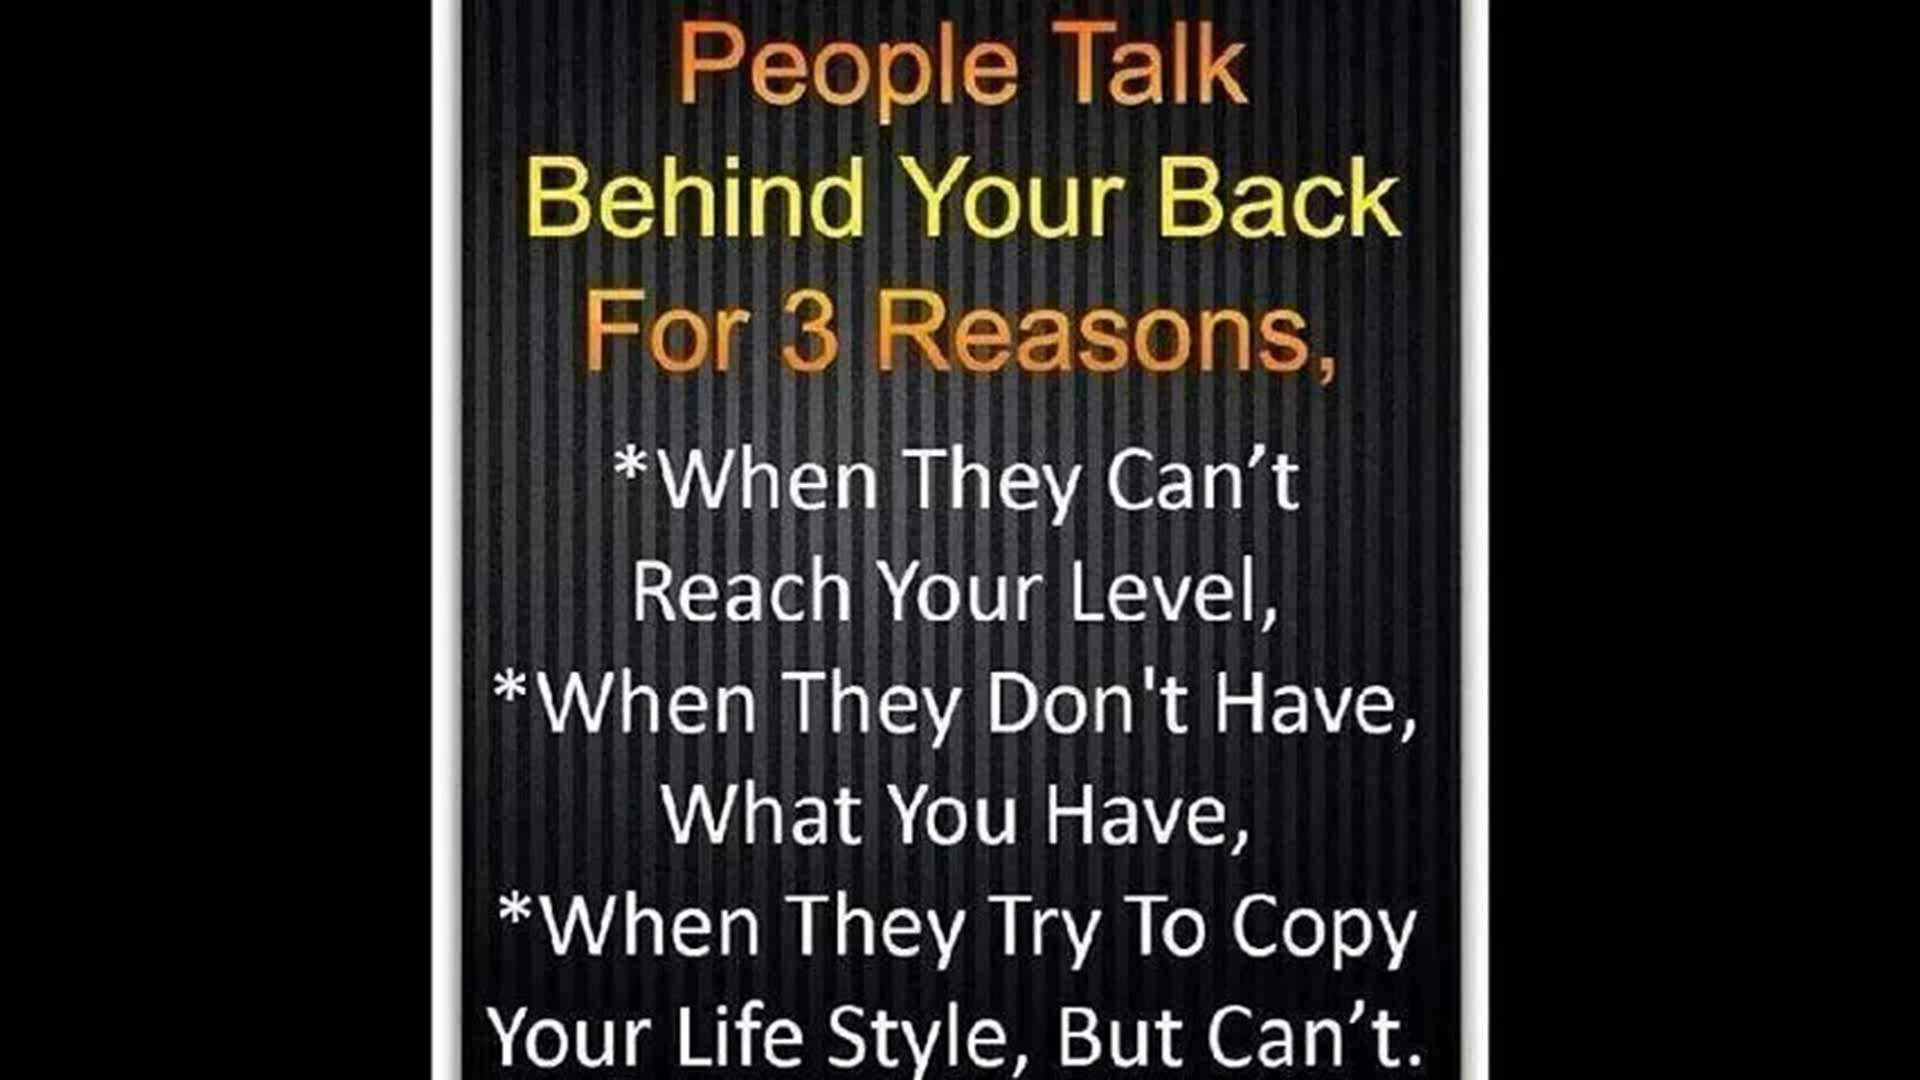 People Talk
Behind Your Back
For 3 Reasons,
*When They Can’t
Reach Your Level,
*When They Don't Have,
What You Have,
*When They Try To Copy
Your Life Style, But Can’t.